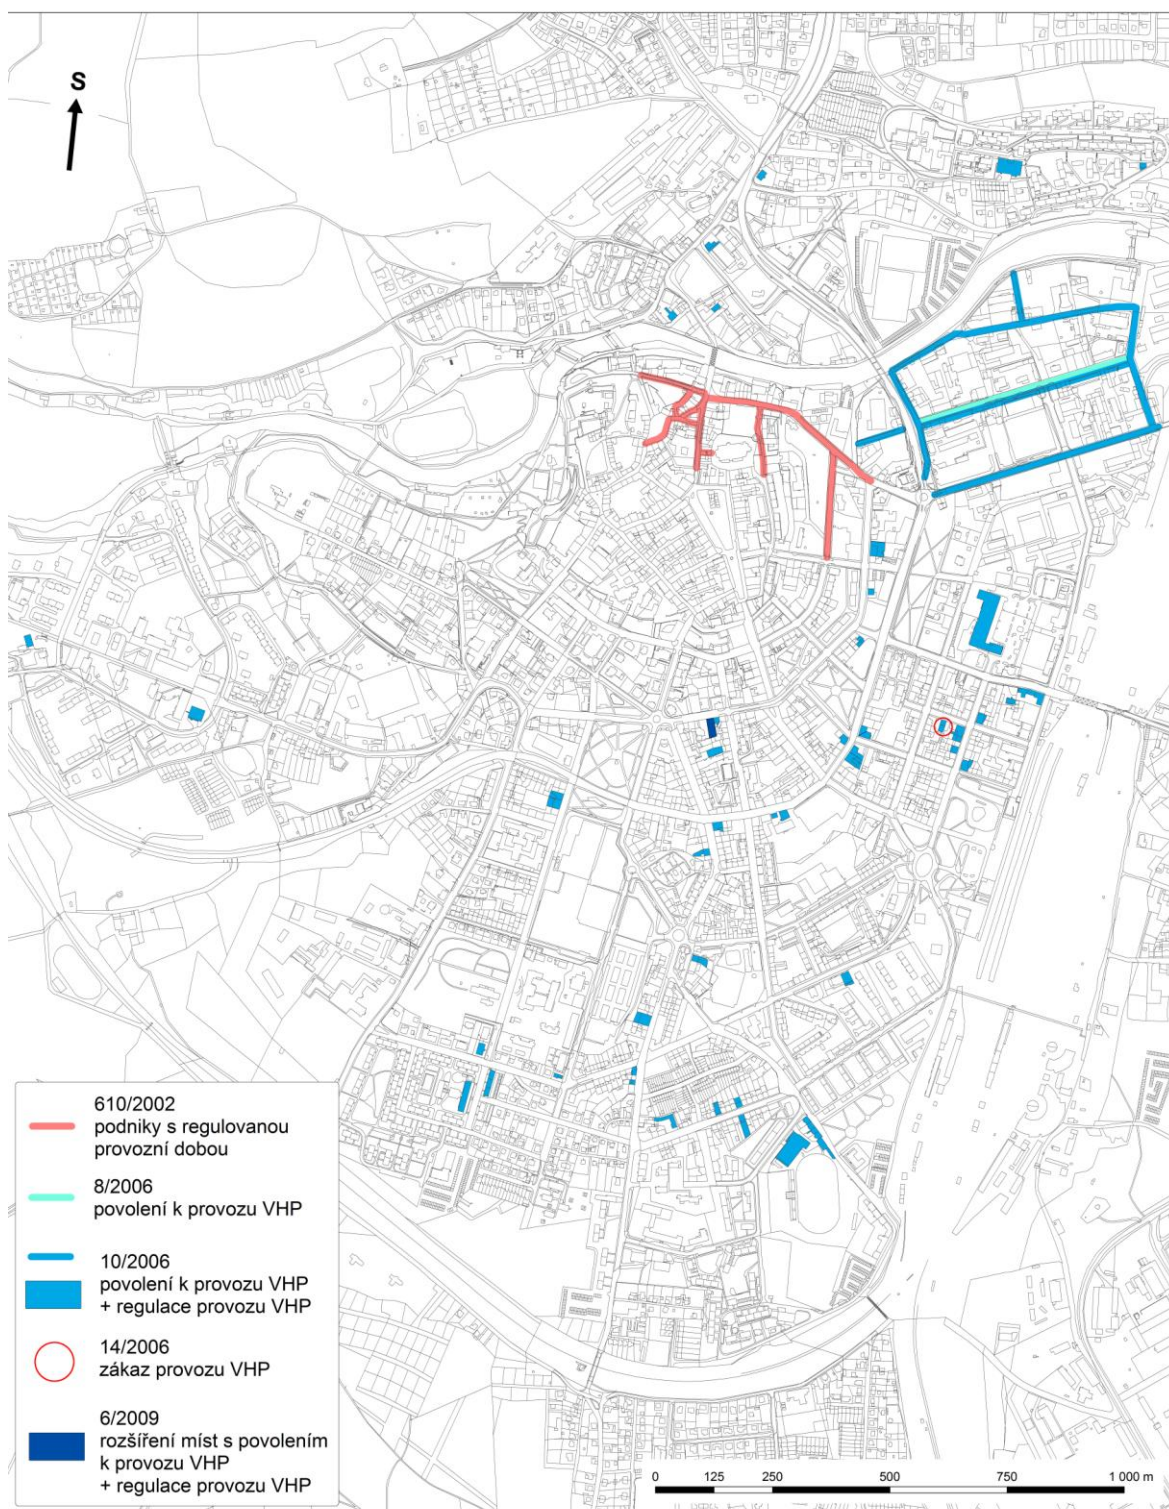 S
610/2002
podniky s regulovanou
provozní dobou
8/2006
povolení k provozu VHP
10/2006
povolení k provozu VHP
+ regulace provozu VHP
14/2006
zákaz provozu VHP
6/2009
rozšíření míst s povolením
k provozu VHP
+ regulace provozu VHP
0 125 250 500 750 1 000 m